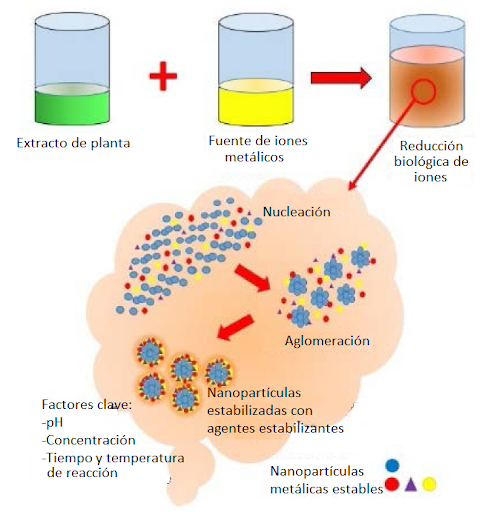 Extracto de planta
Fuente de iones
metálicos
Reducción
biológica de
iones
Nucleación
Aglomeración
Nanopartículas
estabilizadas con
agentes estabilizantes
Factores clave:
-pH
-Concentración
-Tiempo y temperatura
de reacción
Nanopartículas
metálicas estables